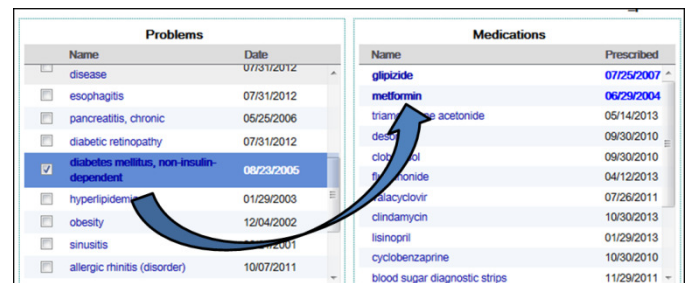 Problems
Name Date
disease 07/31/2012
esophagitis 07/31/2012
pancreatitis, chronic 05/25/2006
diabetic retinopathy 07/31/2012
diabetes mellitus, non-insulin-
dependent 08/23/2005
hyperlipidemia 01/29/2003
obesity 12/04/2002
sinusitis
allergic rhinitis (disorder) 10/07/2011
Medications
Name Prescribed
glipizide 07/25/2007
metformin 06/29/2004
acetonide 05/14/2013
09/30/2010
09/30/2010
04/12/2013
valacyclovir 07/26/2011
clindamycin 10/30/2013
lisinopril 01/29/2013
cyclobenzaprine 10/30/2010
blood sugar diagnostic strips 11/29/2011